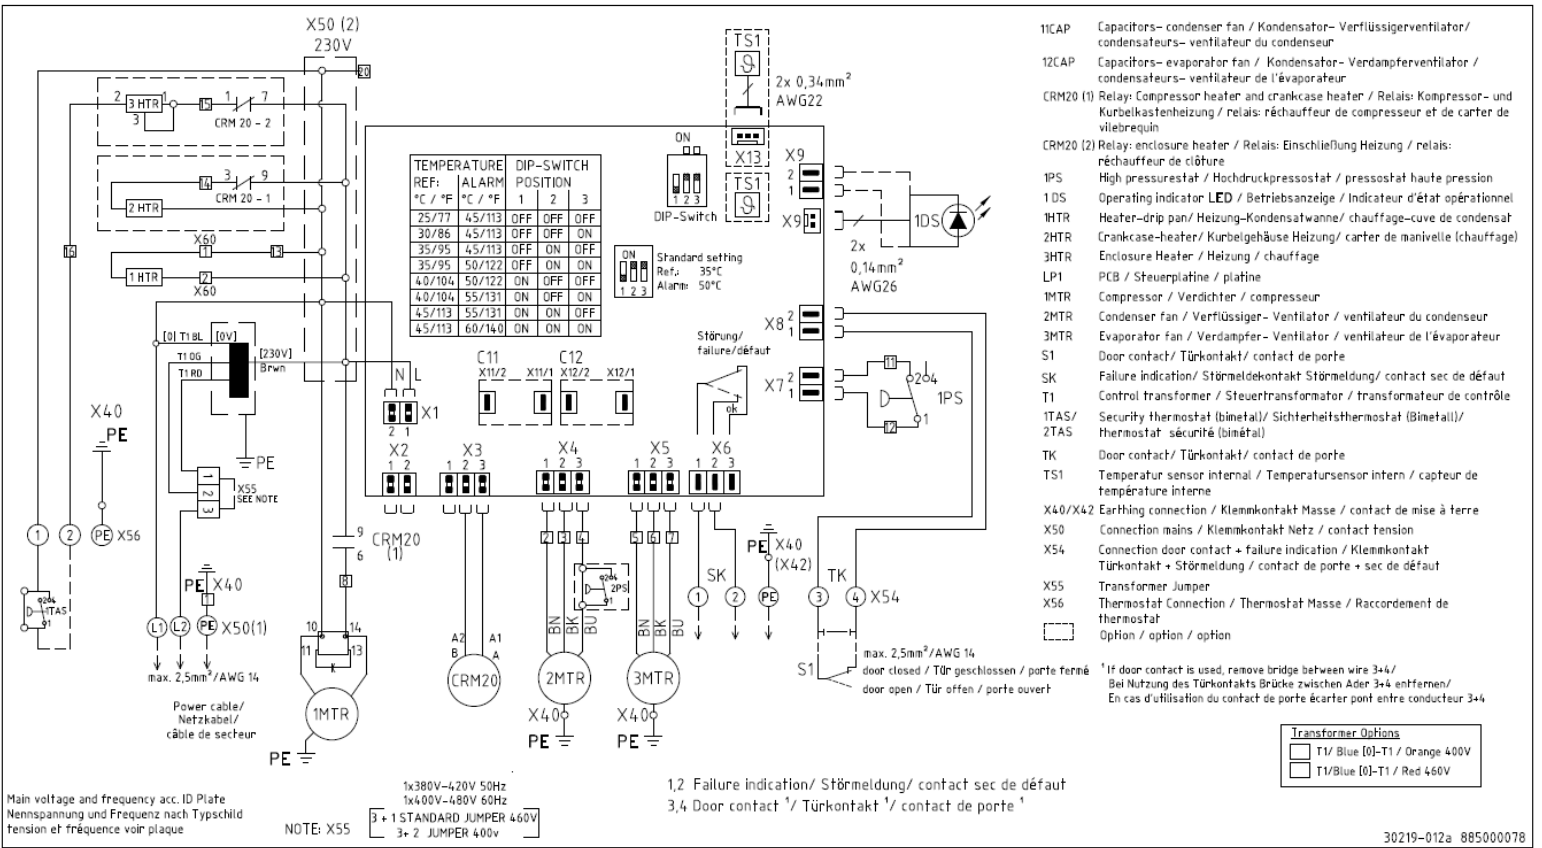 X50 (2)
230V
20
2 3 HTR 1 15 1 7
3
CRM 20 - 2
14 3 9
2 HTR
CRM 20 - 1
16
X60
1 13
1 HTR 2
X60
[0] T1 BL [0V]
T1 OG
T1 RD
[230V]
Brwn
PE
X40
PE
1
2
3
X55
SEE NOTE
1 2 PE X56
204
1TAS
1
PE X40
1
L1 L2 PE X50(1)
max. 2,5mm²/AWG 14
Power cable/
Netzkabel/
câble de secteur
9
6
8
10 14
11 13
K
1MTR
PE
TEMPERATURE DIP-SWITCH
REF: ALARM POSITION
°C / °F °C / °F 1 2 3
25/77 45/113 OFF OFF OFF
30/86 45/113 OFF OFF ON
35/95 45/113 OFF ON OFF
35/95 50/122 OFF ON ON
40/104 50/122 ON OFF OFF
40/104 55/131 ON OFF ON
45/113 55/131 ON ON OFF
45/113 60/140 ON ON ON
ON
1 2 3
DIP-Switch
ON
1 2 3
Standard setting
Ref.: 35°C
Alarm: 50°C
TS1
ϑ
2x 0,34mm²
AWG22
X13
TS1
ϑ
X9
2
1
X9
1DS
2x
0,14mm²
AWG26
X8 2
1
X7 2
1
11
204
1PS
1
12
Störung/
failure/défaut
ok
C11
X11/2 X11/1
C12
X12/2 X12/1
N L
X1
2 1
X2
1 2
X3
1 2 3
X4
1 2 3
X5
1 2 3
X6
1 2 3
CRM20
(1)
A2 A1
B A
CRM20
2 3 4
204
2PS
1
BN BK BU
2MTR
X40
PE
5 6 7
BN BK BU
3MTR
X40
PE
SK
1 2 PE
PE X40
(X42)
TK
3 4 X54
S1
max. 2,5mm²/AWG 14
door closed / Tür geschlossen / porte fermé
door open / Tür offen / porte ouvert
11CAP Capacitors- condenser fan / Kondensator- Verflüssigerventilator/
condensateurs- ventilateur du condenseur
12CAP Capacitors- evaporator fan / Kondensator- Verdampferventilator /
condensateurs- ventilateur de l'évaporateur
CRM20 (1) Relay: Compressor heater and crankcase heater / Relais: Kompressor- und
Kurbelkastenheizung / relais: réchauffeur de compresseur et de carter de
vilebrequin
CRM20 (2) Relay: enclosure heater / Relais: Einschließung Heizung / relais:
réchauffeur de clôture
1PS High pressurestat / Hochdruckpressostat / pressostat haute pression
1 DS Operating indicator LED / Betriebsanzeige / Indicateur d'état opérationnel
1HTR Heater-drip pan/ Heizung-Kondensatwanne/ chauffage-cuve de condensat
2HTR Crankcase-heater/ Kurbelgehäuse Heizung/ carter de manivelle (chauffage)
3HTR Enclosure Heater / Heizung / chauffage
LP1 PCB / Steuerplatine / platine
1MTR Compressor / Verdichter / compresseur
2MTR Condenser fan / Verflüssiger- Ventilator / ventilateur du condenseur
3MTR Evaporator fan / Verdampfer- Ventilator / ventilateur de l'évaporateur
S1 Door contact/ Türkontakt/ contact de porte
SK Failure indication/ Störmeldekontakt Störmeldung/ contact sec de défaut
T1 Control transformer / Steuertransformator / transformateur de contrôle
1TAS/ Security thermostat (bimetal)/ Sichterheitsthermostat (Bimetall)/
2TAS thermostat sécurité (bimétal)
TK Door contact/ Türkontakt/ contact de porte
TS1 Temperatur sensor internal / Temperatursensor intern / capteur de
température interne
X40/X42 Earthing connection / Klemmkontakt Masse / contact de mise à terre
X50 Connection mains / Klemmkontakt Netz / contact tension
X54 Connection door contact + failure indication / Klemmkontakt
Türkontakt + Störmeldung / contact de porte + sec de défaut
X55 Transformer Jumper
X56 Thermostat Connection / Thermostat Masse / Raccordement de
thermostat
Option / option / option
¹ If door contact is used, remove bridge between wire 3+4/
Bei Nutzung des Türkontakts Brücke zwischen Ader 3+4 entfernen/
En cas d'utilisation du contact de porte écarter pont entre conducteur 3+4
Transformer Options
T1/ Blue [0]-T1 / Orange 400V
T1/Blue [0]-T1 / Red 460V
Main voltage and frequency acc. ID Plate
Nennspannung und Frequenz nach Typschild
tension et fréquence voir plaque
1x380V-420V 50Hz
1x400V-480V 60Hz
NOTE: X55
3 + 1 STANDARD JUMPER 460V
3+ 2 JUMPER 400v
1,2 Failure indication/ Störmeldung/ contact sec de défaut
3,4 Door contact ¹/ Türkontakt ¹/ contact de porte ¹
30219-012a 885000078